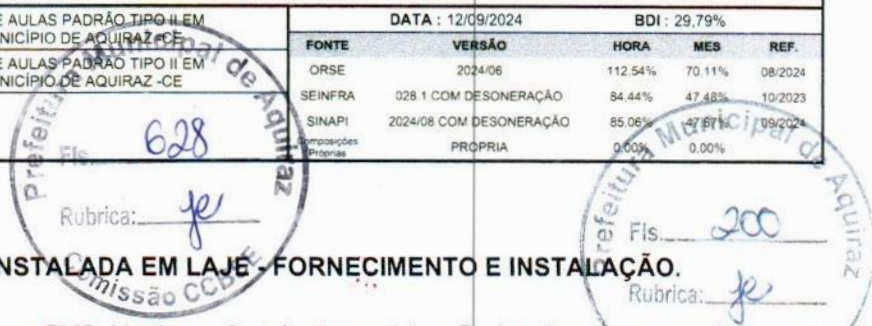 E AULAS PADRÃO TIPO II EM
NICÍPIO DE AQUIRAZ-CE
E AULAS PADRÃO TIPO II EM
NICÍPIO DE AQUIRAZ -CE
DATA : 12/09/2024 BDI : 29,79%
FONTE VERSÃO HORA MES REF.
ORSE 2024/06 112.54% 70.11% 08/2024
SEINFRA 028.1 COM DESONERAÇÃO 84.44% 47.48% 10/2023
SINAPI 2024/08 COM DESONERAÇÃO 85.06% 47.67% 09/2024
Composições
Próprias PROPRIA 0.00% 0.00%
Prefeitura Municipal de Aquiraz
Fls. 628
Rubrica:
Comissão
Prefeitura Municipal de Aquiraz
Fls. 200
Rubrica:
NSTALADA EM LAJE - FORNECIMENTO E INSTALAÇÃO.